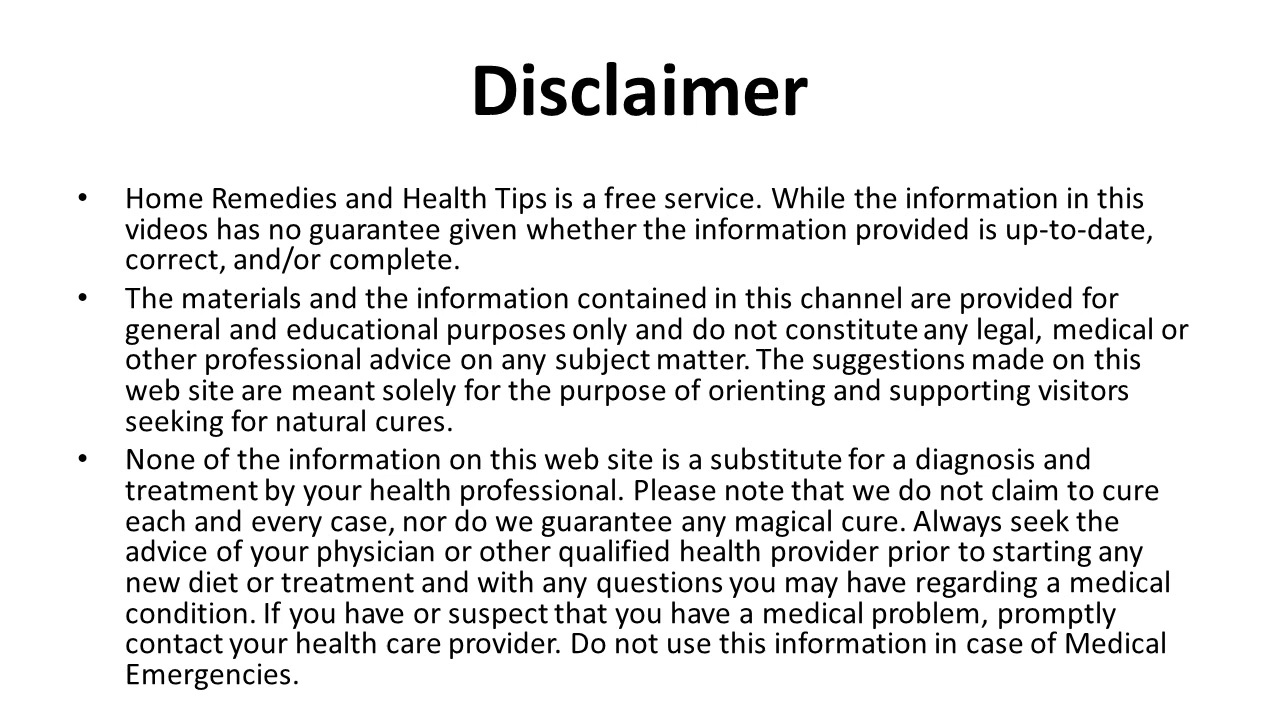 Disclaimer
• Home Remedies and Health Tips is a free service. While the information in this
videos has no guarantee given whether the information provided is up-to-date,
correct, and/or complete.
• The materials and the information contained in this channel are provided for
general and educational purposes only and do not constitute any legal, medical or
other professional advice on any subject matter. The suggestions made on this
web site are meant solely for the purpose of orienting and supporting visitors
seeking for natural cures.
• None of the information on this web site is a substitute for a diagnosis and
treatment by your health professional. Please note that we do not claim to cure
each and every case, nor do we guarantee any magical cure. Always seek the
advice of your physician or other qualified health provider prior to starting any
new diet or treatment and with any questions you may have regarding a medical
condition. If you have or suspect that you have a medical problem, promptly
contact your health care provider. Do not use this information in case of Medical
Emergencies.